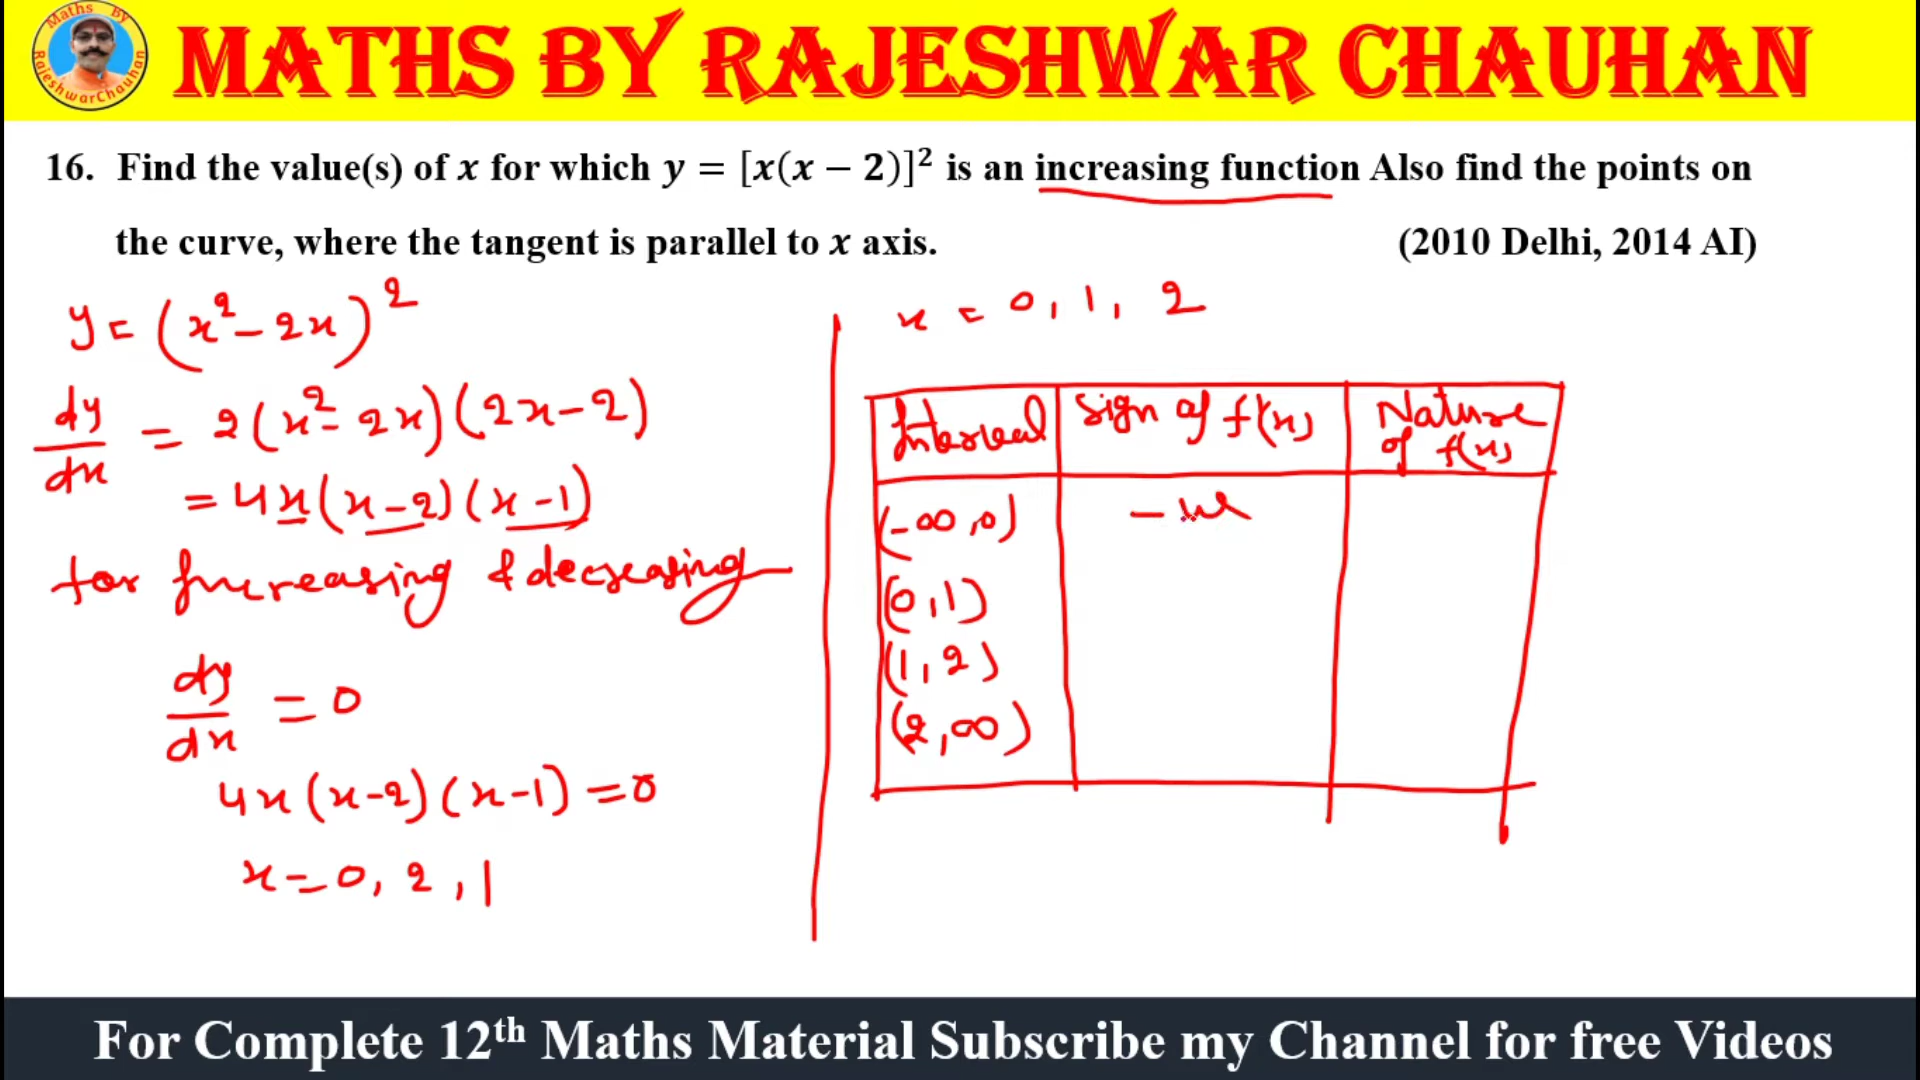 Maths By RajeshwarChauhan
MATHS BY RAJESHWAR CHAUHAN
16. Find the value(s) of x for which y = [x(x − 2)]² is an increasing function Also find the points on
the curve, where the tangent is parallel to x axis. (2010 Delhi, 2014 AI)
y = (x² − 2x)²
dy/dx = 2(x² − 2x)(2x − 2)
= 4x(x − 2)(x − 1)
for Increasing & decreasing
dy/dx = 0
4x(x − 2)(x − 1) = 0
x = 0, 2, 1
x = 0, 1, 2
Interval Sign of f'(x) Nature of f(x)
(−∞, 0) −ve
(0, 1)
(1, 2)
(2, ∞)
For Complete 12th Maths Material Subscribe my Channel for free Videos